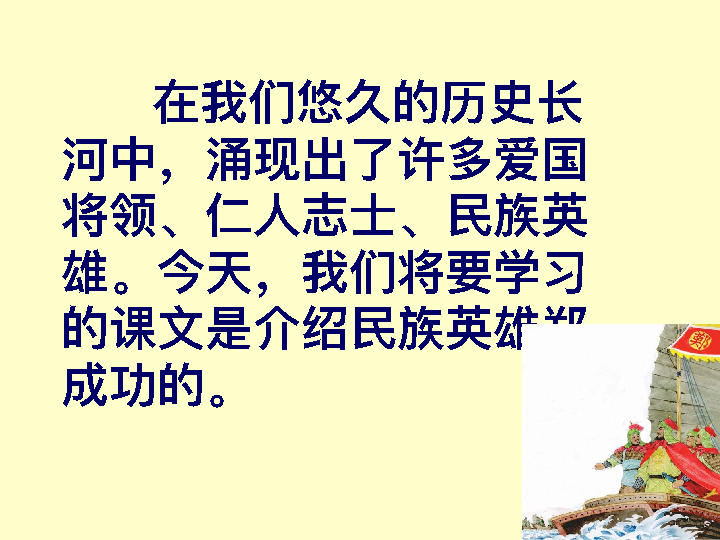 在我们悠久的历史长
河中，涌现出了许多爱国
将领、仁人志士、民族英
雄。今天，我们将要学习
的课文是介绍民族英雄郑
成功的。
鄭